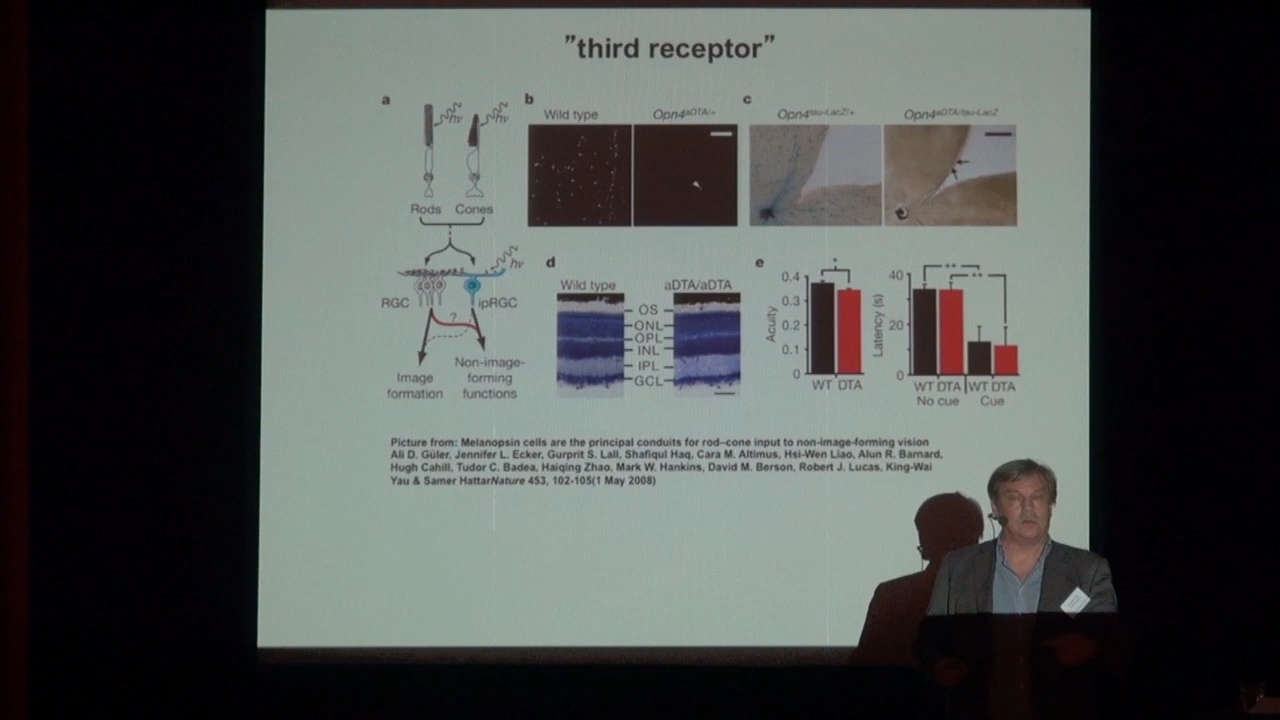 ”third receptor”
a
hν
hν
Rods Cones
hν
RGC
ipRGC
?
Image
formation
Non-image-
forming
functions
b
Wild type
Opn4aDTA/+
c
Opn4tau-LacZ/+
Opn4aDTA/tau-LacZ
d
Wild type
aDTA/aDTA
OS
ONL
OPL
INL
IPL
GCL
e
Acuity
0.4
0.3
0.2
0.1
0
*
WT DTA
Latency (s)
40
20
0
**
**
WT DTA WT DTA
No cue Cue
Picture from: Melanopsin cells are the principal conduits for rod–cone input to non-image-forming vision
Ali D. Güler, Jennifer L. Ecker, Gurprit S. Lall, Shafiqul Haq, Cara M. Altimus, Hsi-Wen Liao, Alun R. Barnard,
Hugh Cahill, Tudor C. Badea, Haiqing Zhao, Mark W. Hankins, David M. Berson, Robert J. Lucas, King-Wai
Yau & Samer HattarNature 453, 102-105(1 May 2008)